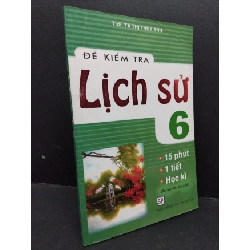 ĐỀ KIỂM TRA
Lịch sử
6
• 15 phút
• 1 tiết
• Học kì